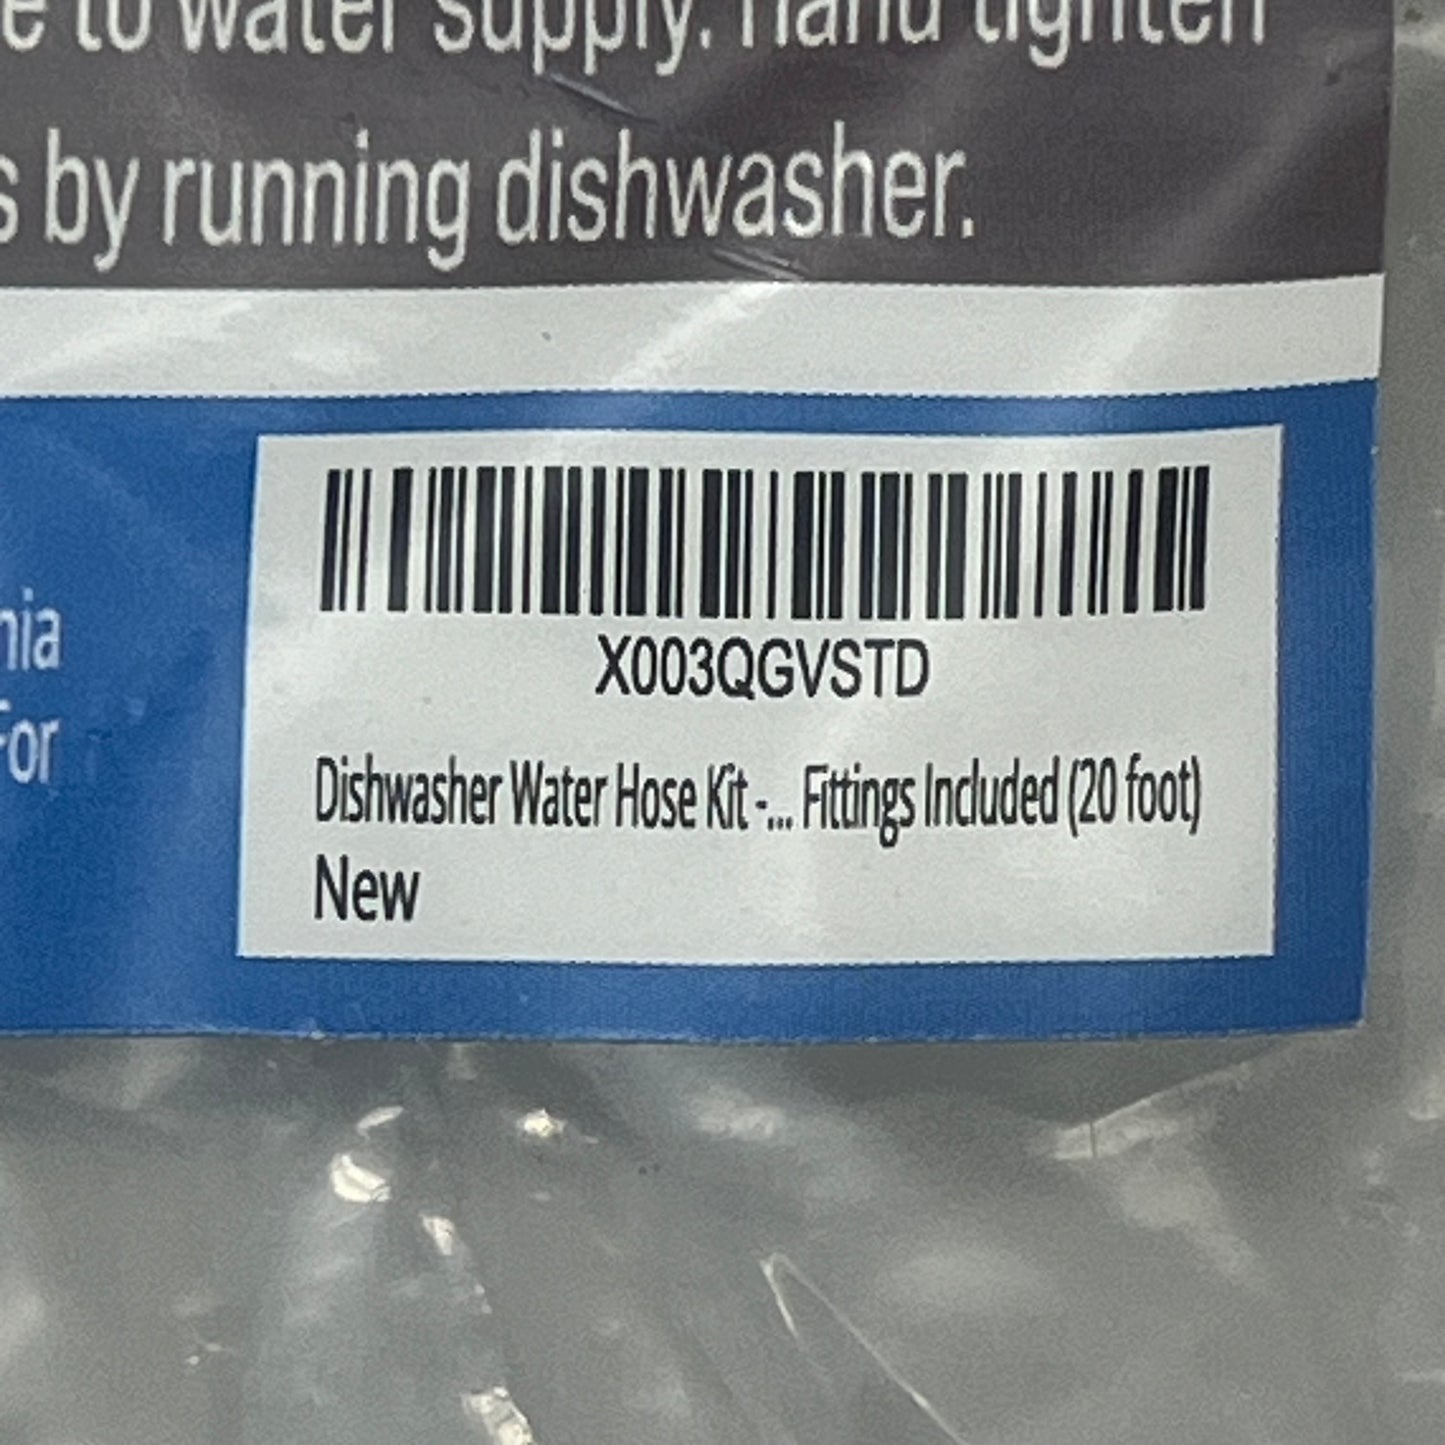 to water supply. Hand tighten
by running dishwasher.
For
X003QGVSTD
Dishwasher Water Hose Kit -... Fittings Included (20 foot)
New